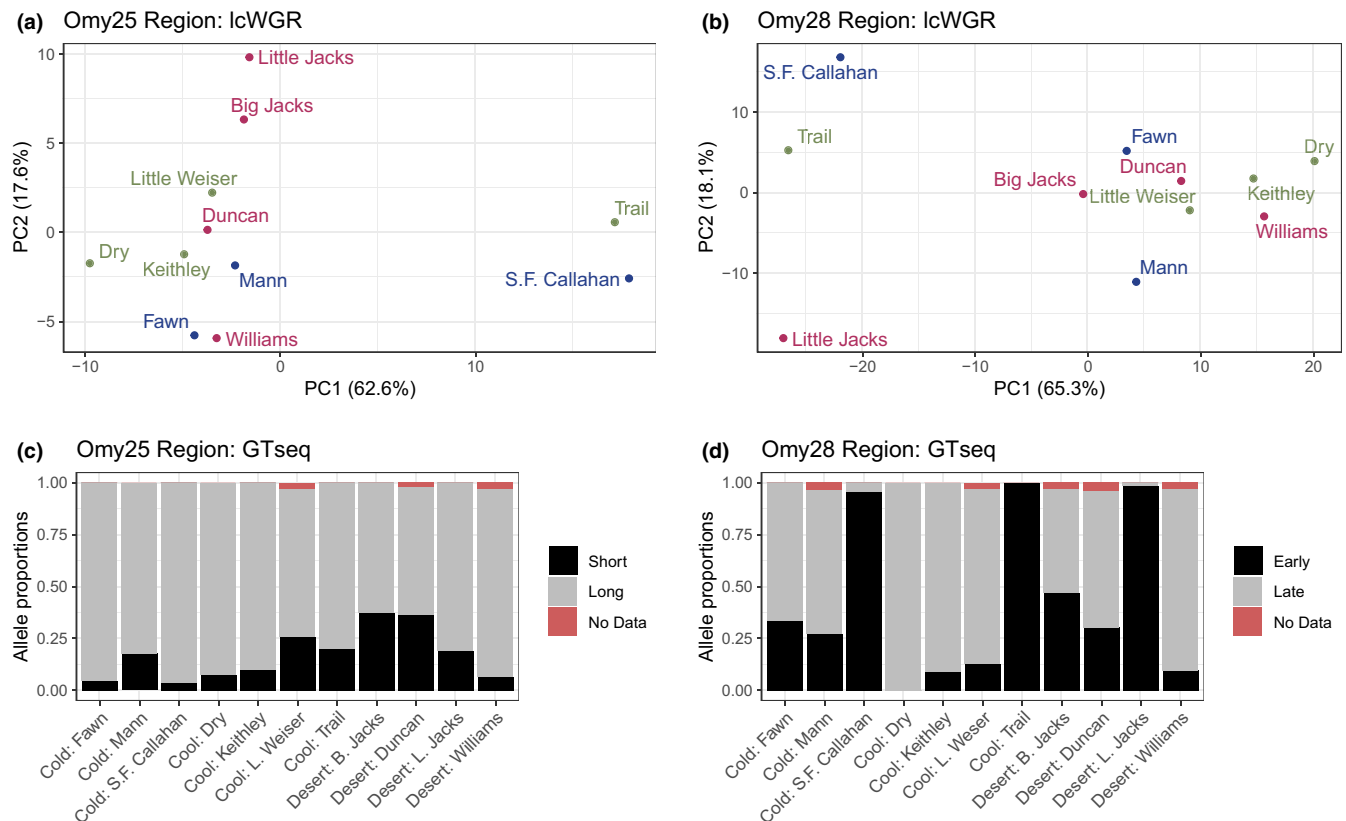 (a) Omy25 Region: lcWGR
PC2 (17.6%)
10
5
0
−5
Little Jacks
Big Jacks
Little Weiser
Duncan
Trail
Dry
Keithley
Mann
S.F. Callahan
Fawn
Williams
−10
0
10
PC1 (62.6%)
(b) Omy28 Region: lcWGR
PC2 (18.1%)
10
0
−10
S.F. Callahan
Trail
Fawn
Dry
Duncan
Big Jacks
Little Weiser
Keithley
Williams
Mann
Little Jacks
−20
−10
0
10
20
PC1 (65.3%)
(c) Omy25 Region: GTseq
Allele proportions
1.00
0.75
0.50
0.25
0.00
Cold: Fawn
Cold: Mann
Cold: S.F. Callahan
Cool: Dry
Cool: Keithley
Cool: L. Weiser
Cool: Trail
Desert: B. Jacks
Desert: Duncan
Desert: L. Jacks
Desert: Williams
Short
Long
No Data
(d) Omy28 Region: GTseq
Allele proportions
1.00
0.75
0.50
0.25
0.00
Cold: Fawn
Cold: Mann
Cold: S.F. Callahan
Cool: Dry
Cool: Keithley
Cool: L. Weser
Cool: Trail
Desert: B. Jacks
Desert: Duncan
Desert: L. Jacks
Desert: Williams
Early
Late
No Data